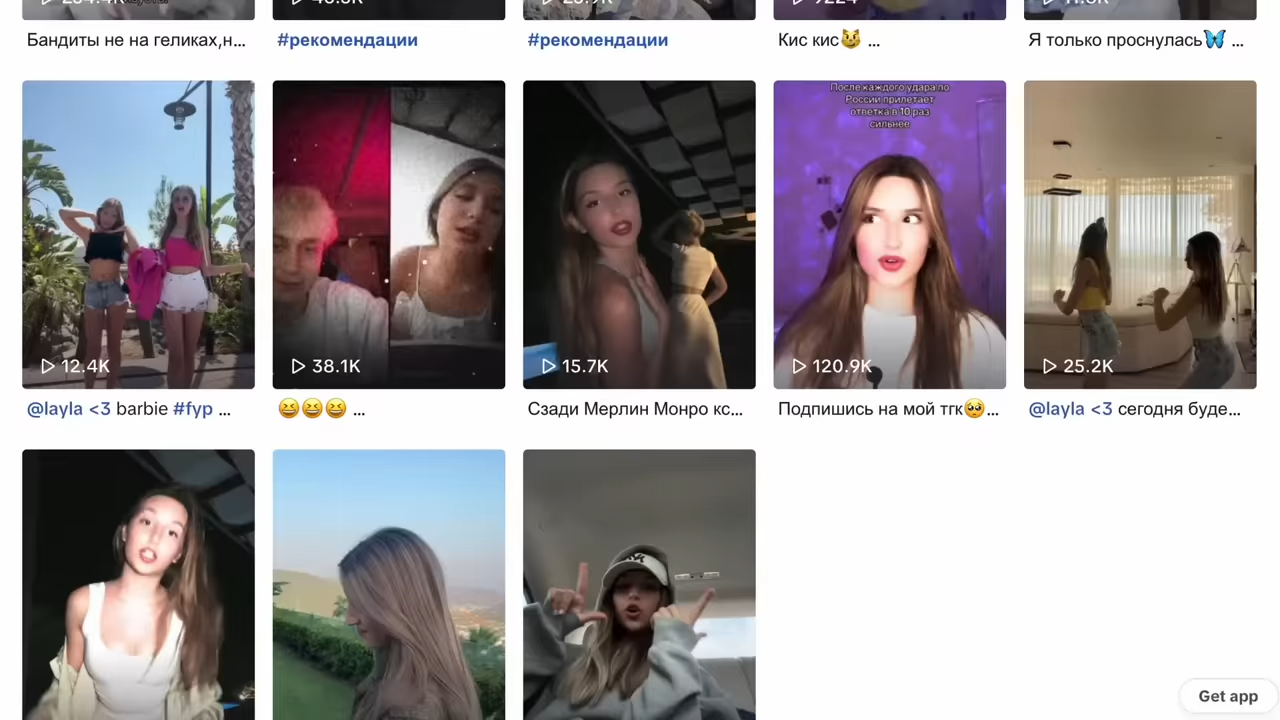 Бандиты не на геликах,н...
#рекомендации
#рекомендации
Кис кис😼 ...
Я только проснулась🦋 ...
После каждого удара по
России прилетает
ответка в 10 раз
сильнее
12.4K
38.1K
15.7K
120.9K
25.2K
@layla <3 barbie #fyp ...
😆😆😆 ...
Сзади Мерлин Монро кс...
Подпишись на мой тгк🥺...
@layla <3 сегодня буде...
Get app